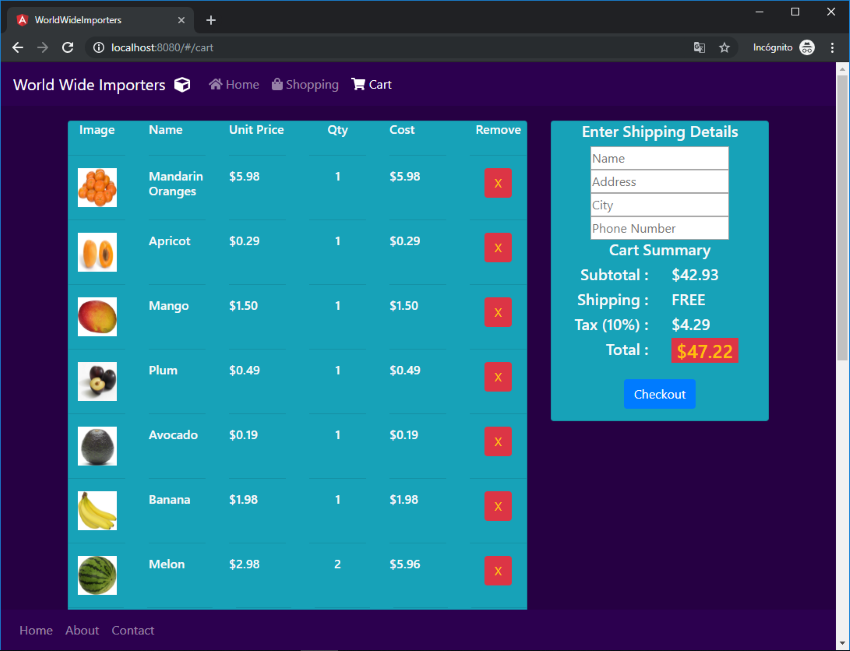 WorldWideImporters
localhost:8080/#/cart
Incógnito
World Wide Importers Home Shopping Cart
Image Name Unit Price Qty Cost Remove
Mandarin Oranges $5.98 1 $5.98 X
Apricot $0.29 1 $0.29 X
Mango $1.50 1 $1.50 X
Plum $0.49 1 $0.49 X
Avocado $0.19 1 $0.19 X
Banana $1.98 1 $1.98 X
Melon $2.98 2 $5.96 X
Enter Shipping Details
Name
Address
City
Phone Number
Cart Summary
Subtotal : $42.93
Shipping : FREE
Tax (10%) : $4.29
Total : $47.22
Checkout
Home About Contact